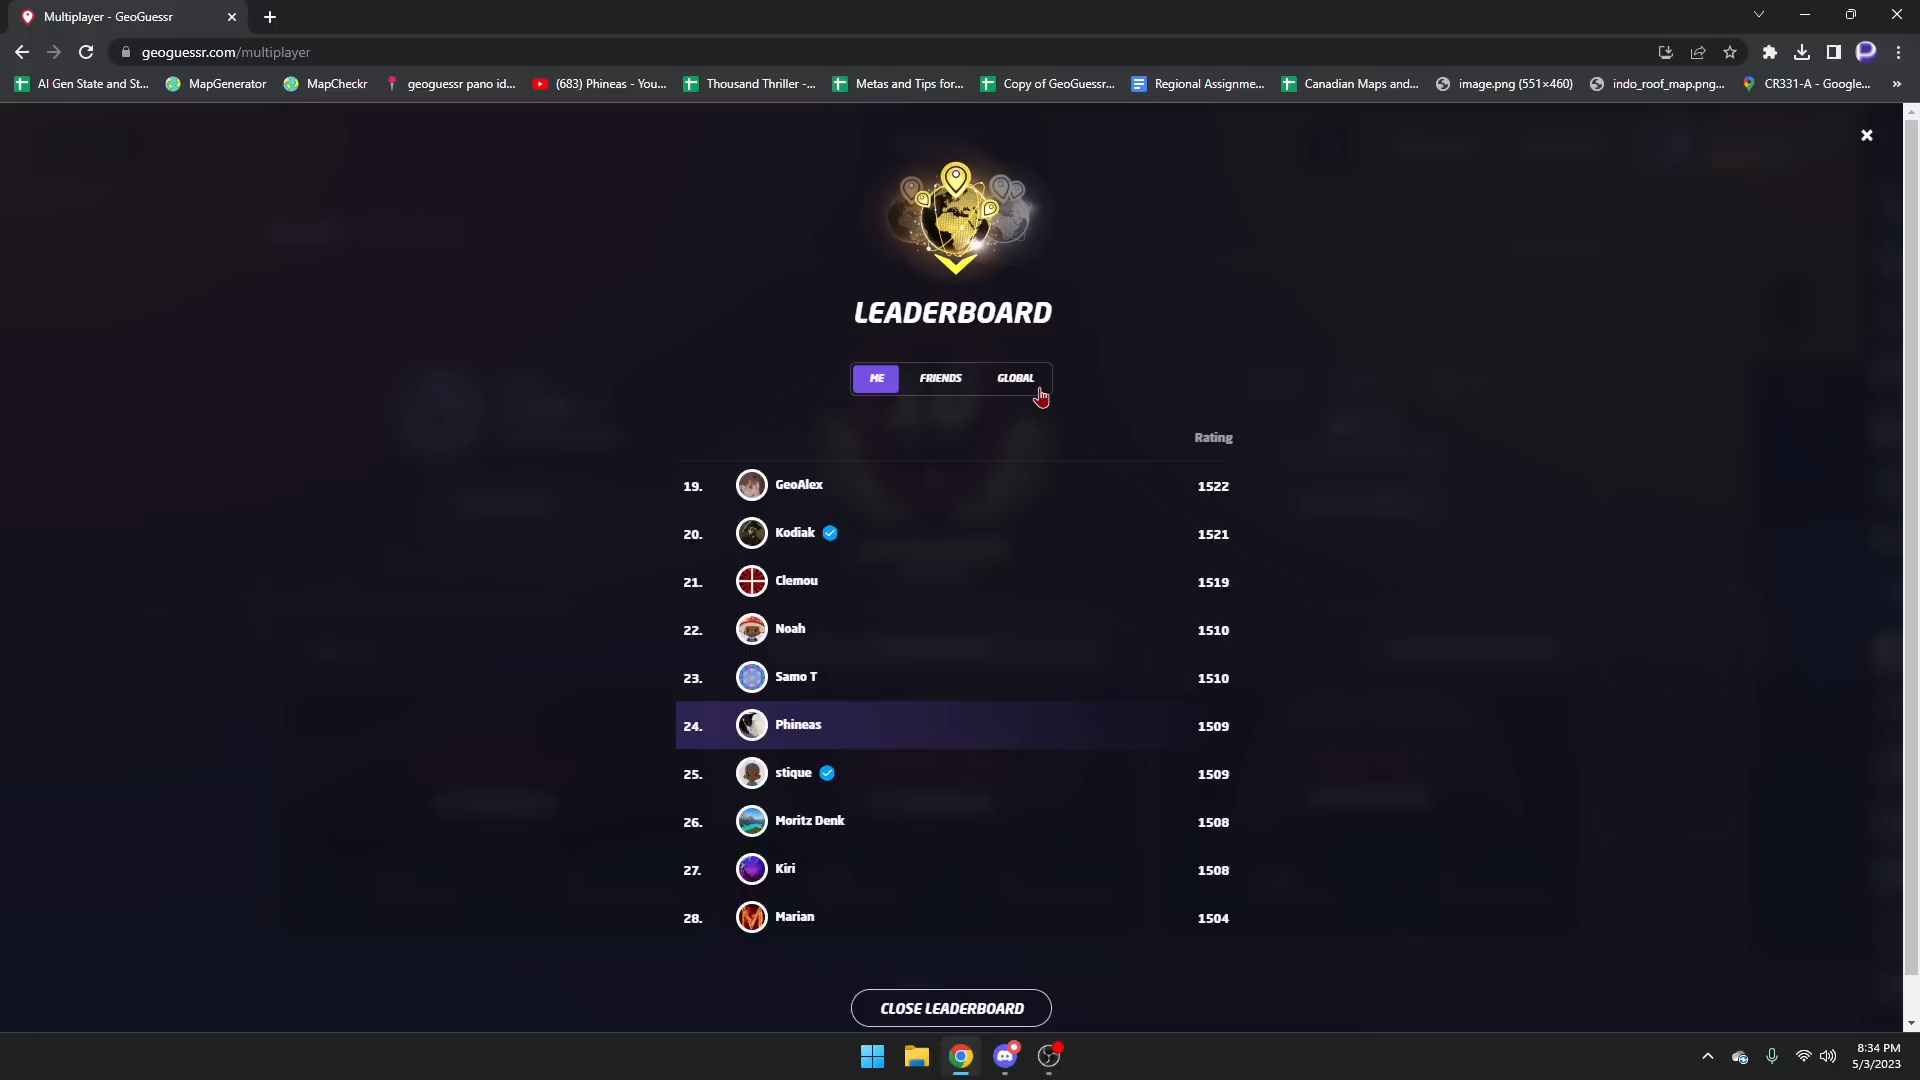 Multiplayer - GeoGuessr
geoguessr.com/multiplayer
AI Gen State and St...
MapGenerator
MapCheckr
geoguessr pano id...
(683) Phineas - You...
Thousand Thriller -...
Metas and Tips for...
Copy of GeoGuessr...
Regional Assignme...
Canadian Maps and...
image.png (551×460)
indo_roof_map.png...
CR331-A - Google...
LEADERBOARD
ME FRIENDS GLOBAL
Rating
19. GeoAlex 1522
20. Kodiak 1521
21. Clemou 1519
22. Noah 1510
23. Samo T 1510
24. Phineas 1509
25. stique 1509
26. Moritz Denk 1508
27. Kiri 1508
28. Marian 1504
CLOSE LEADERBOARD
8:34 PM
5/3/2023